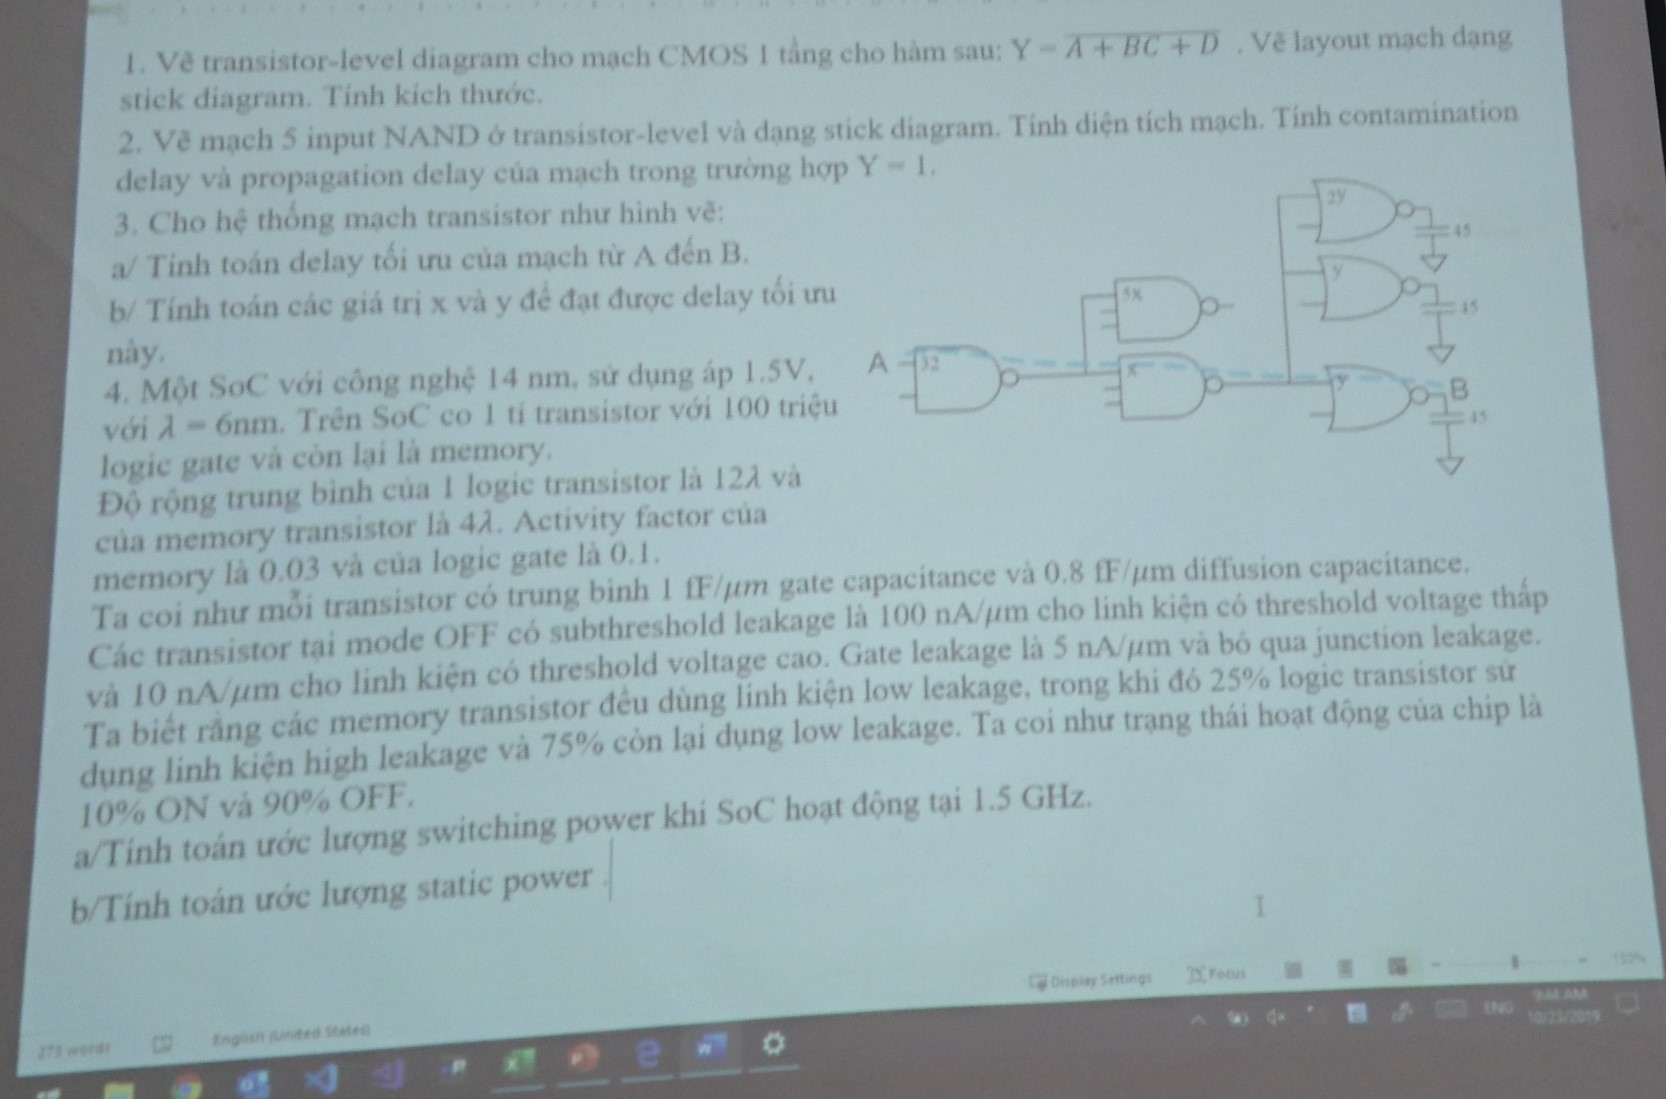 1. Vẽ transistor-level diagram cho mạch CMOS 1 tầng cho hàm sau: Y = \overline{A + BC + D} . Vẽ layout mạch dạng
stick diagram. Tính kích thước.
2. Vẽ mạch 5 input NAND ở transistor-level và dạng stick diagram. Tính diện tích mạch. Tính contamination
delay và propagation delay của mạch trong trường hợp Y = 1.
3. Cho hệ thống mạch transistor như hình vẽ:
a/ Tính toán delay tối ưu của mạch từ A đến B.
b/ Tính toán các giá trị x và y để đạt được delay tối ưu
này.
4. Một SoC với công nghệ 14 nm, sử dụng áp 1.5V,
với λ = 6nm. Trên SoC co 1 tỉ transistor với 100 triệu
logic gate và còn lại là memory.
Độ rộng trung bình của 1 logic transistor là 12λ và
của memory transistor là 4λ. Activity factor của
memory là 0.03 và của logic gate là 0.1.
Ta coi như mỗi transistor có trung bình 1 fF/μm gate capacitance và 0.8 fF/μm diffusion capacitance.
Các transistor tại mode OFF có subthreshold leakage là 100 nA/μm cho linh kiện có threshold voltage thấp
và 10 nA/μm cho linh kiện có threshold voltage cao. Gate leakage là 5 nA/μm và bỏ qua junction leakage.
Ta biết rằng các memory transistor đều dùng linh kiện low leakage, trong khi đó 25% logic transistor sử
dụng linh kiện high leakage và 75% còn lại dụng low leakage. Ta coi như trạng thái hoạt động của chip là
10% ON và 90% OFF.
a/Tính toán ước lượng switching power khi SoC hoạt động tại 1.5 GHz.
b/Tính toán ước lượng static power .
2y
45
y
45
5x
A
32
x
y
B
45
Display Settings
Focus
150%
273 words
English (United States)
ENG
9:44 AM
10/23/2019